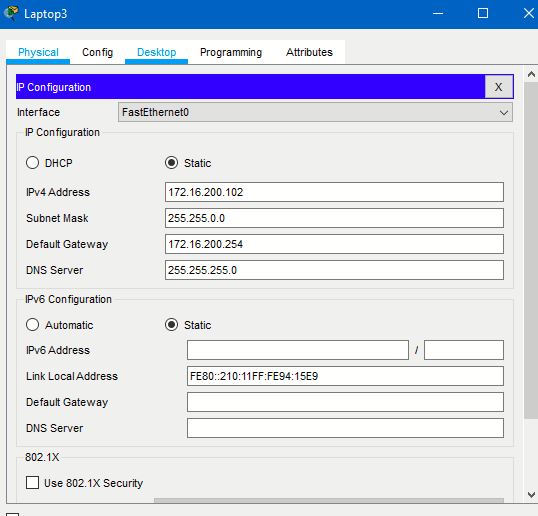 Laptop3
Physical Config Desktop Programming Attributes
IP Configuration X
Interface FastEthernet0
IP Configuration
DHCP Static
IPv4 Address 172.16.200.102
Subnet Mask 255.255.0.0
Default Gateway 172.16.200.254
DNS Server 255.255.255.0
IPv6 Configuration
Automatic Static
IPv6 Address /
Link Local Address FE80::210:11FF:FE94:15E9
Default Gateway
DNS Server
802.1X
Use 802.1X Security